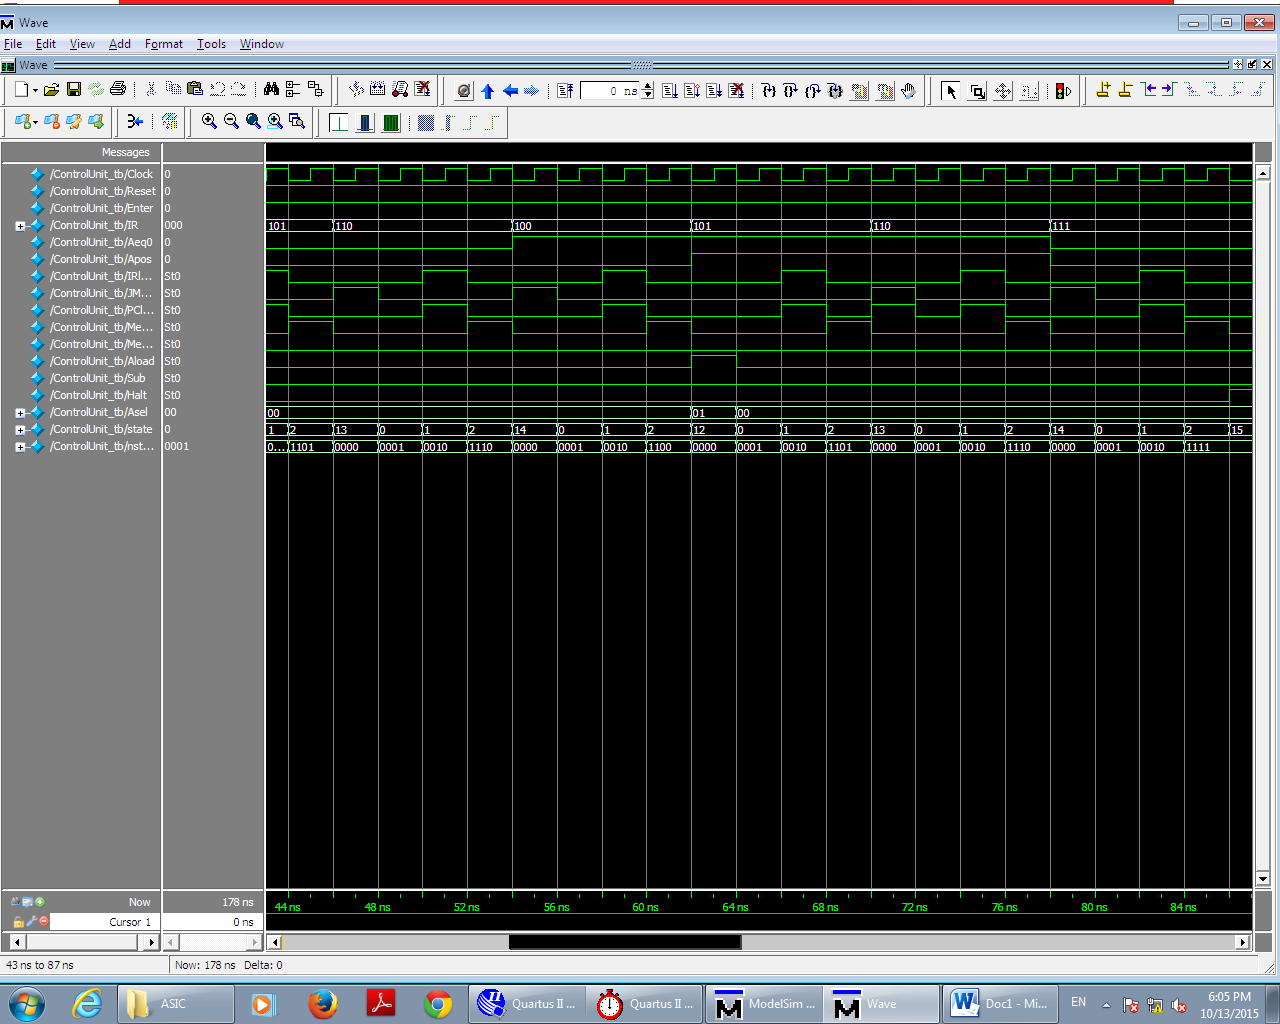 Wave
File Edit View Add Format Tools Window
Wave
0 ns
Messages
/ControlUnit_tb/Clock 0
/ControlUnit_tb/Reset 0
/ControlUnit_tb/Enter 0
/ControlUnit_tb/IR 000 101 110 100 101 110 111
/ControlUnit_tb/Aeq0 0
/ControlUnit_tb/Apos 0
/ControlUnit_tb/IRl... St0
/ControlUnit_tb/JM... St0
/ControlUnit_tb/PCl... St0
/ControlUnit_tb/Me... St0
/ControlUnit_tb/Me... St0
/ControlUnit_tb/Aload St0
/ControlUnit_tb/Sub St0
/ControlUnit_tb/Halt St0
/ControlUnit_tb/Asel 00 00 01 00
/ControlUnit_tb/state 0 1 2 13 0 1 2 14 0 1 2 12 0 1 2 13 0 1 2 14 0 1 2 15
/ControlUnit_tb/nst... 0001 0... 1101 0000 0001 0010 1110 0000 0001 0010 1100 0000 0001 0010 1101 0000 0001 0010 1110 0000 0001 0010 1111
Now 178 ns 44 ns 48 ns 52 ns 56 ns 60 ns 64 ns 68 ns 72 ns 76 ns 80 ns 84 ns
Cursor 1 0 ns
43 ns to 87 ns Now: 178 ns Delta: 0
ASIC Quartus II ... Quartus II ... ModelSim ... Wave Doc1 - Mi... EN 6:05 PM
10/13/2015